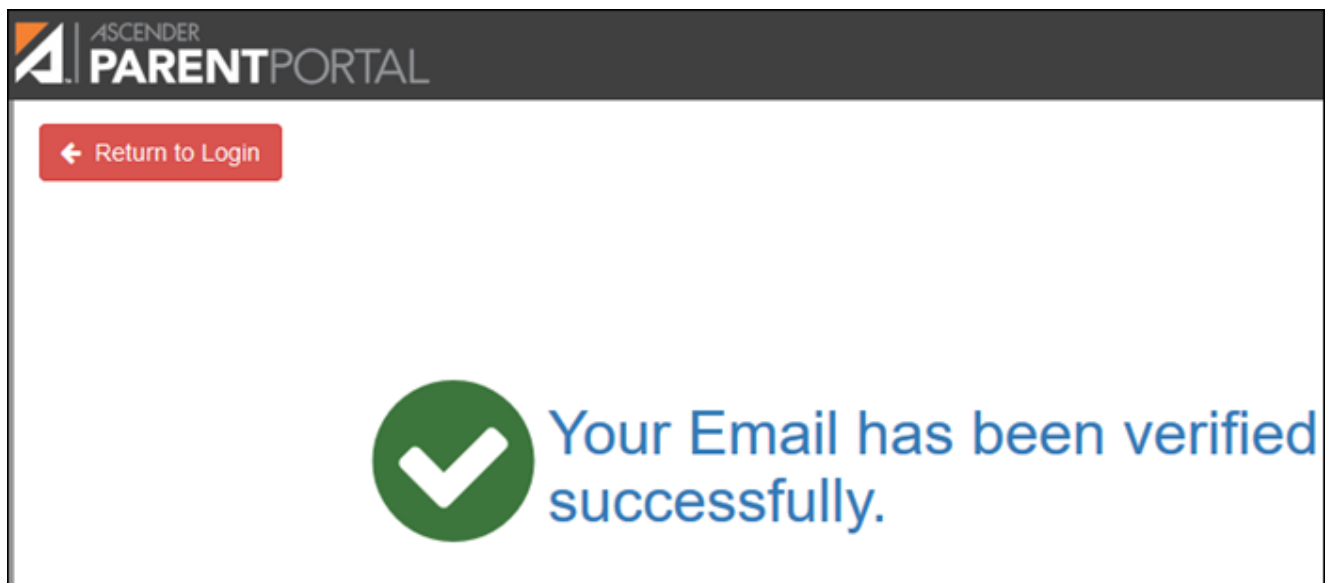 ASCENDER
PARENTPORTAL
Return to Login
Your Email has been verified
successfully.